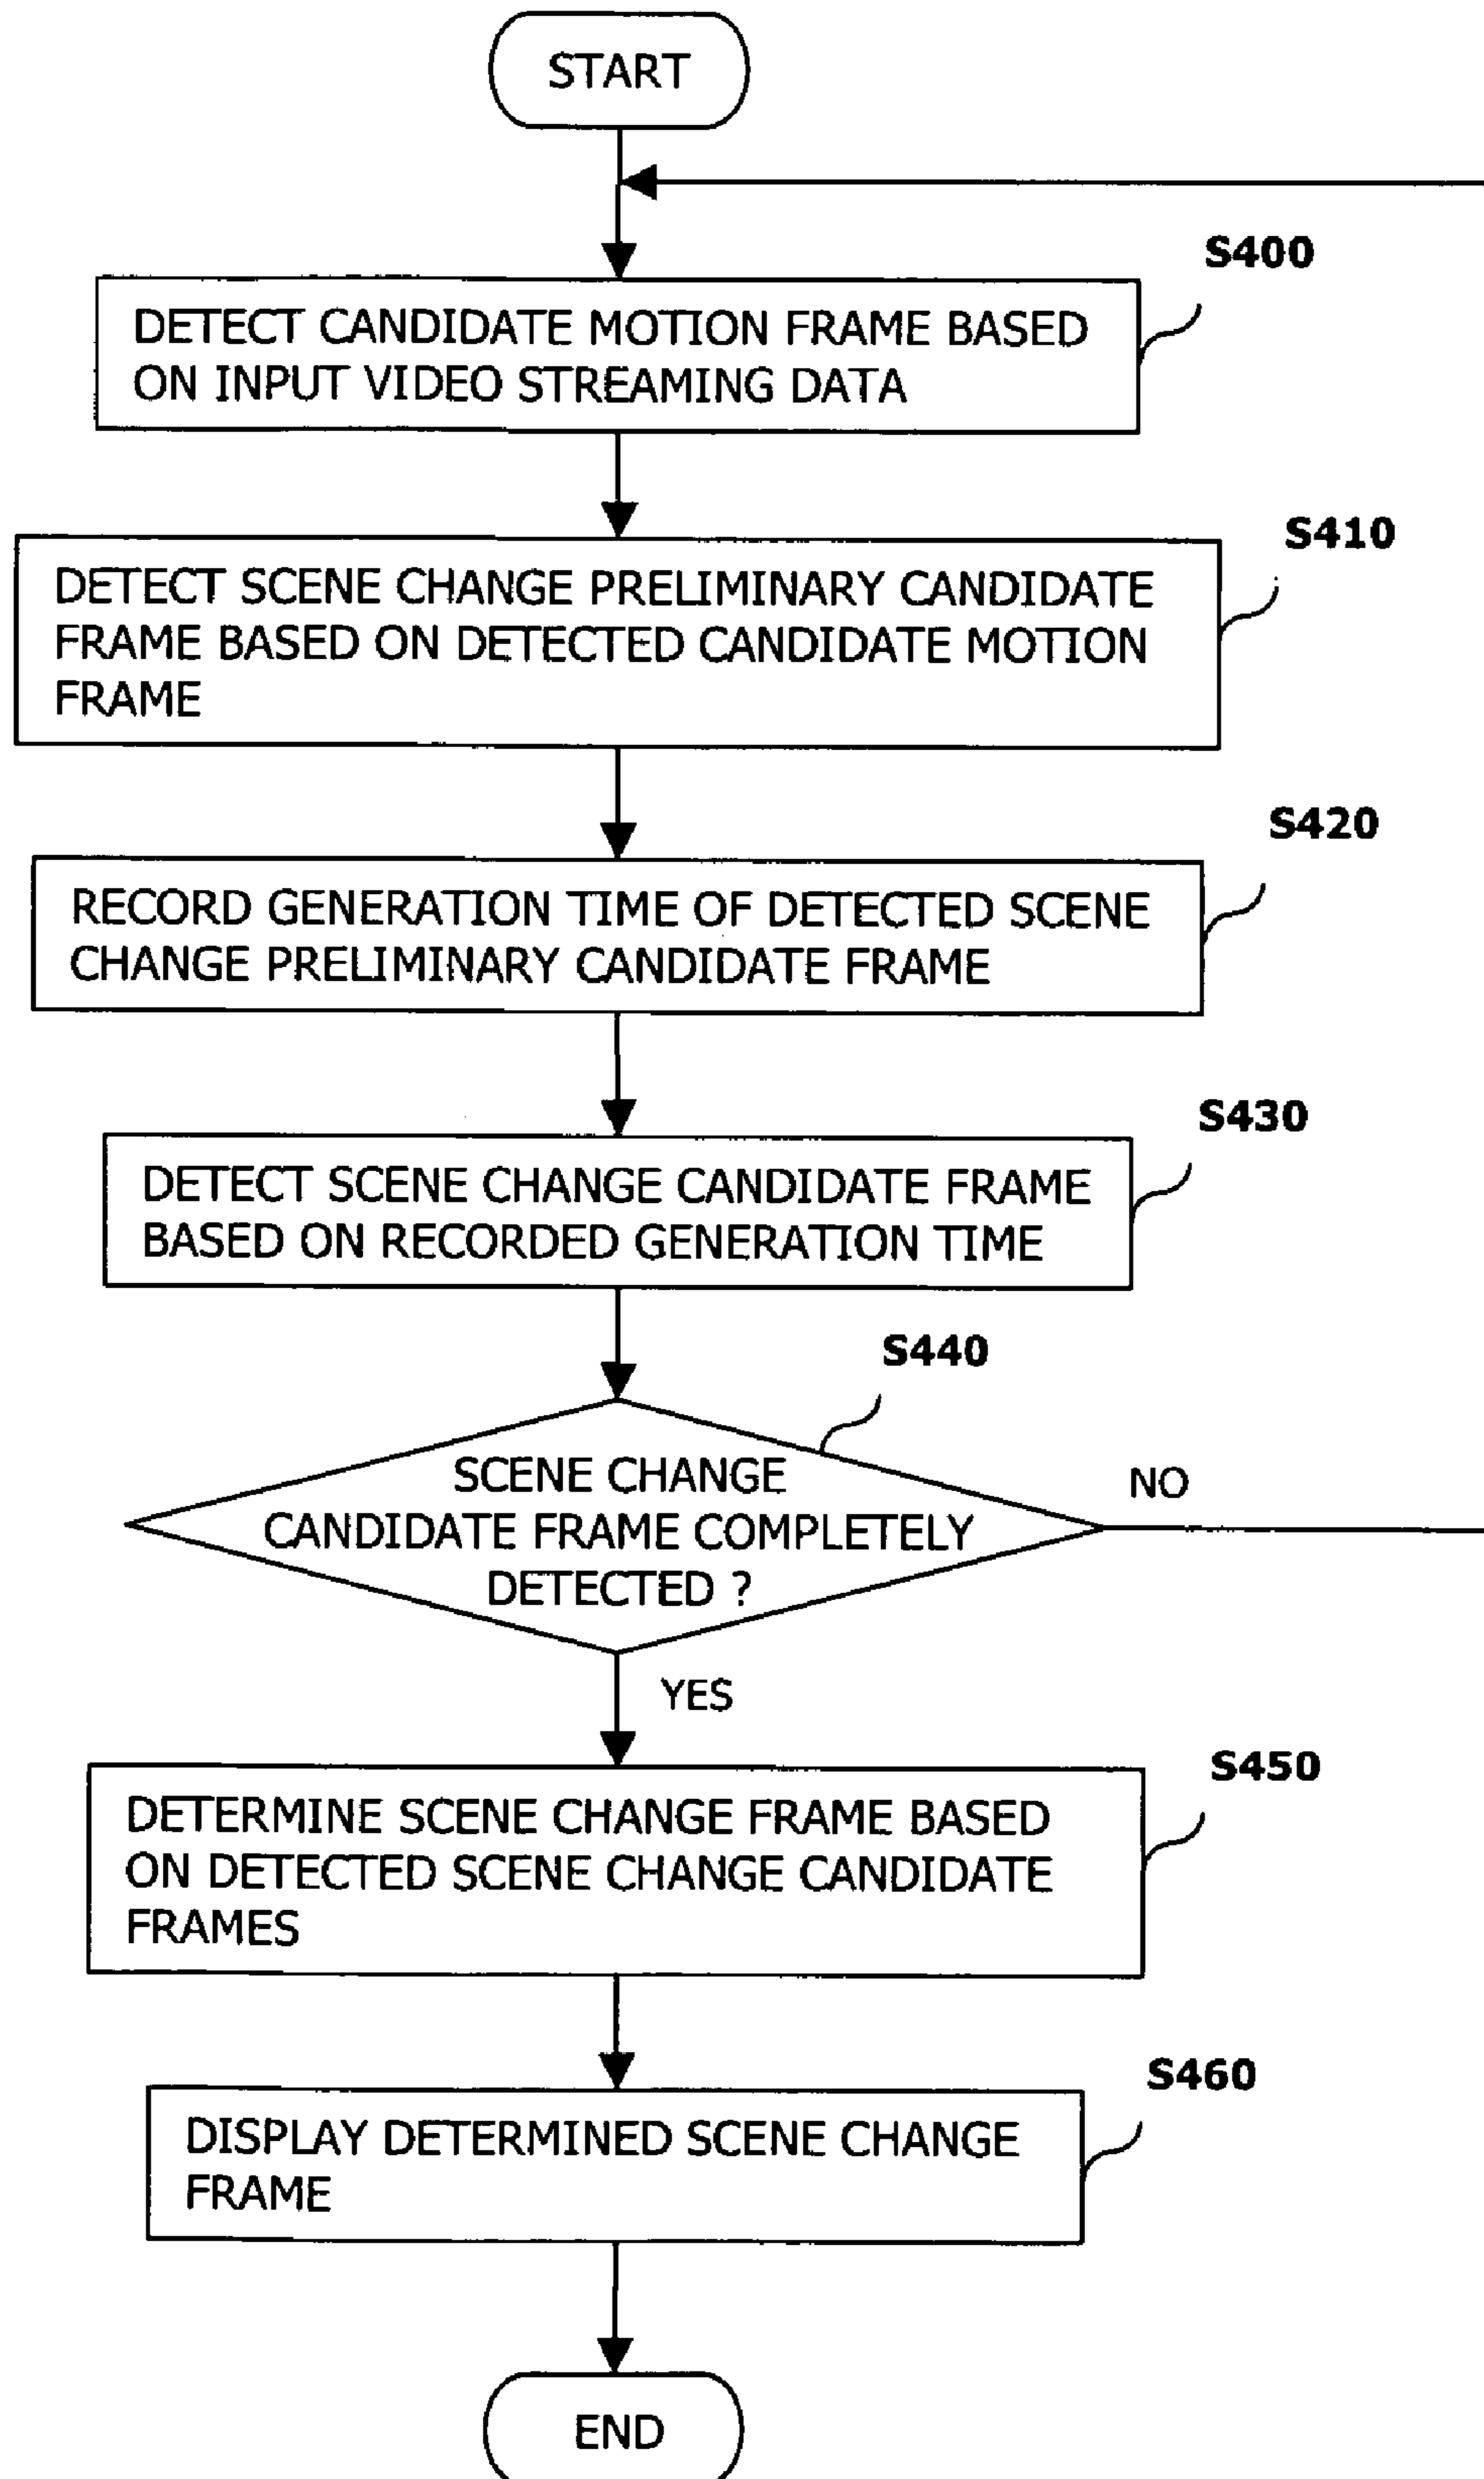 START
S400
DETECT CANDIDATE MOTION FRAME BASED
ON INPUT VIDEO STREAMING DATA
S410
DETECT SCENE CHANGE PRELIMINARY CANDIDATE
FRAME BASED ON DETECTED CANDIDATE MOTION
FRAME
S420
RECORD GENERATION TIME OF DETECTED SCENE
CHANGE PRELIMINARY CANDIDATE FRAME
S430
DETECT SCENE CHANGE CANDIDATE FRAME
BASED ON RECORDED GENERATION TIME
S440
SCENE CHANGE
CANDIDATE FRAME COMPLETELY
DETECTED ?
NO
YES
S450
DETERMINE SCENE CHANGE FRAME BASED
ON DETECTED SCENE CHANGE CANDIDATE
FRAMES
S460
DISPLAY DETERMINED SCENE CHANGE
FRAME
END